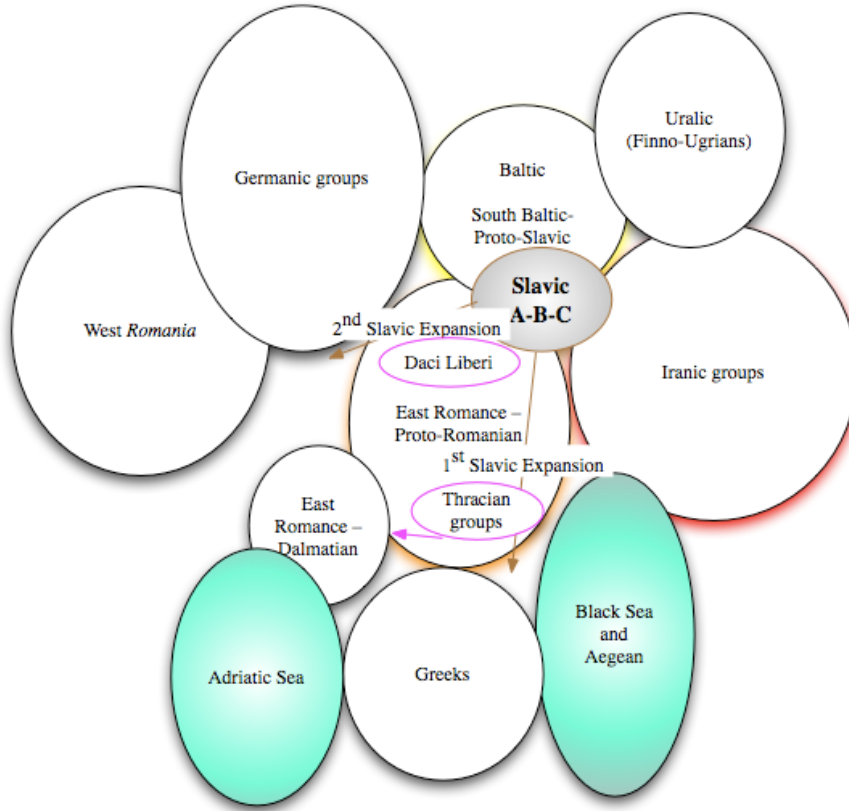 Uralic
(Finno-Ugrians)
Baltic
Germanic groups
South Baltic-
Proto-Slavic
Slavic
A-B-C
West Romania
2nd Slavic Expansion
Daci Liberi
Iranic groups
East Romance –
Proto-Romanian
1st Slavic Expansion
Thracian
groups
East
Romance –
Dalmatian
Black Sea
and
Aegean
Adriatic Sea
Greeks